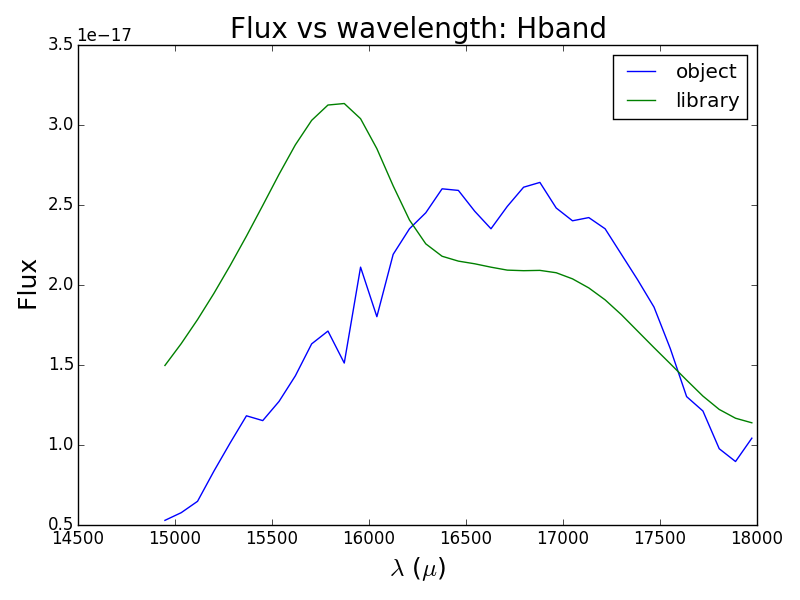 Flux vs wavelength: Hband
1e−17
3.5
3.0
2.5
2.0
1.5
1.0
0.5
Flux
object
library
14500 15000 15500 16000 16500 17000 17500 18000
λ (μ)